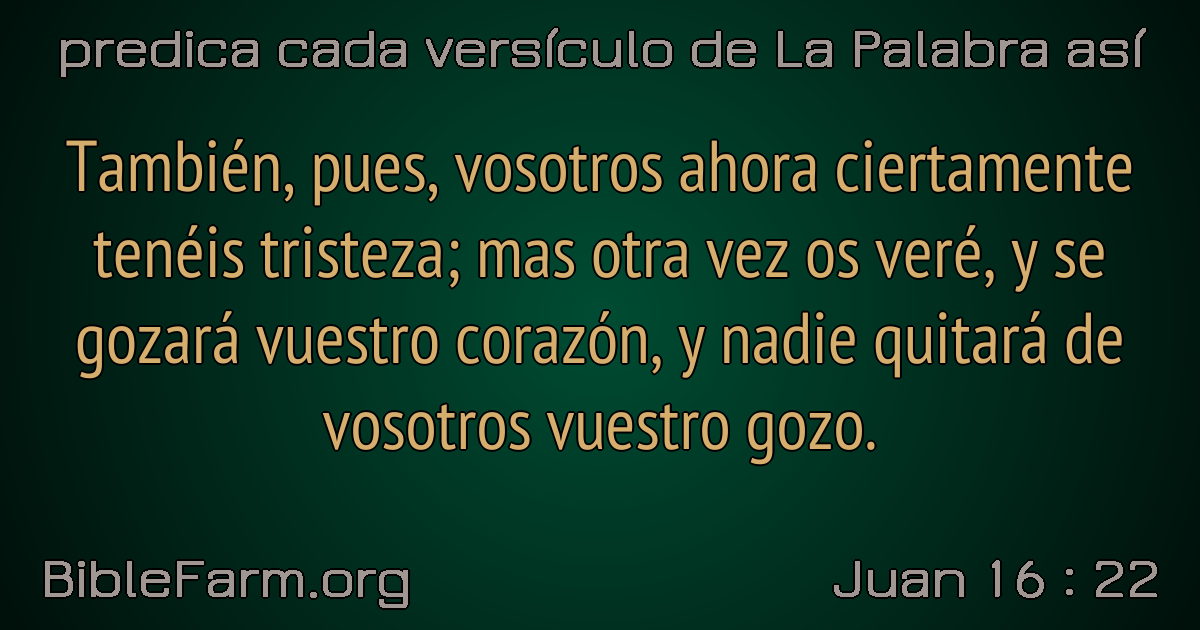 predica cada versículo de La Palabra así
También, pues, vosotros ahora ciertamente
tenéis tristeza; mas otra vez os veré, y se
gozará vuestro corazón, y nadie quitará de
vosotros vuestro gozo.
BibleFarm.org
Juan 16 : 22